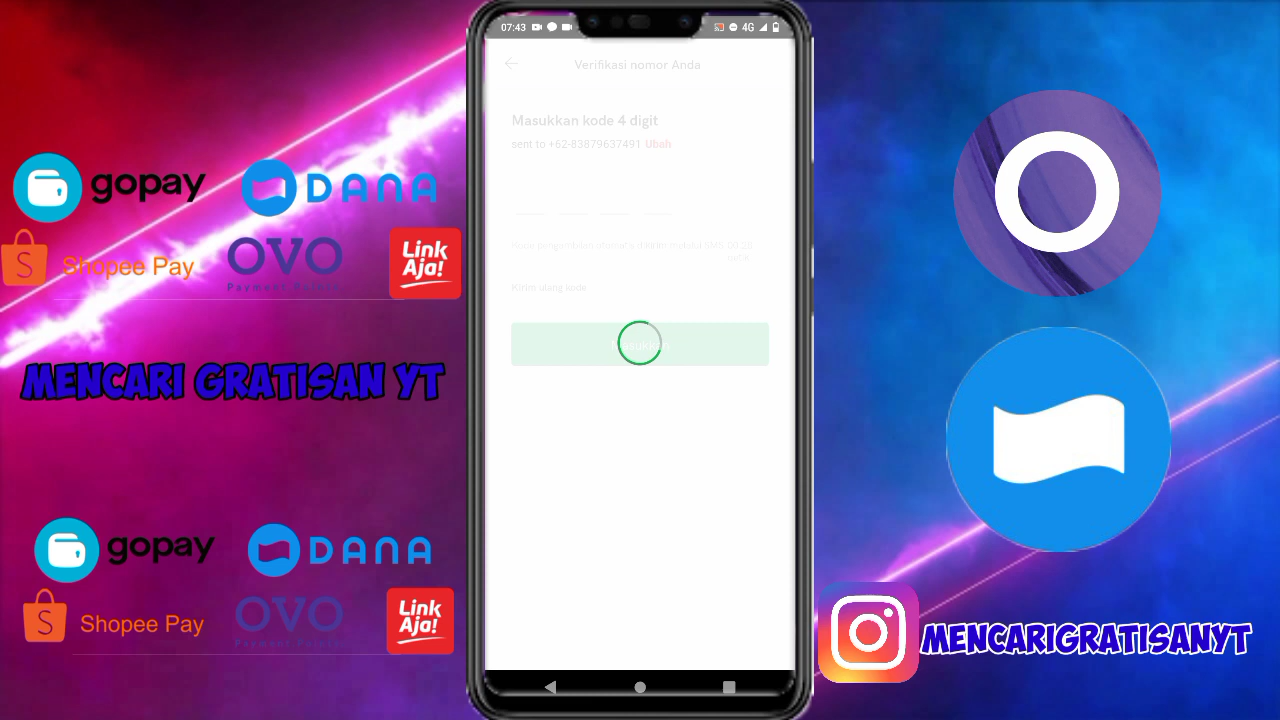 07:43
4G
Verifikasi nomor Anda
Masukkan kode 4 digit
sent to +62-83879637491 Ubah
Kirim ulang kode
gopay
DANA
Shopee Pay
OVO
Link
Aja!
MENCARI GRATISAN YT
gopay
DANA
Shopee Pay
OVO
Link
Aja!
MENCARIGRATISANYT